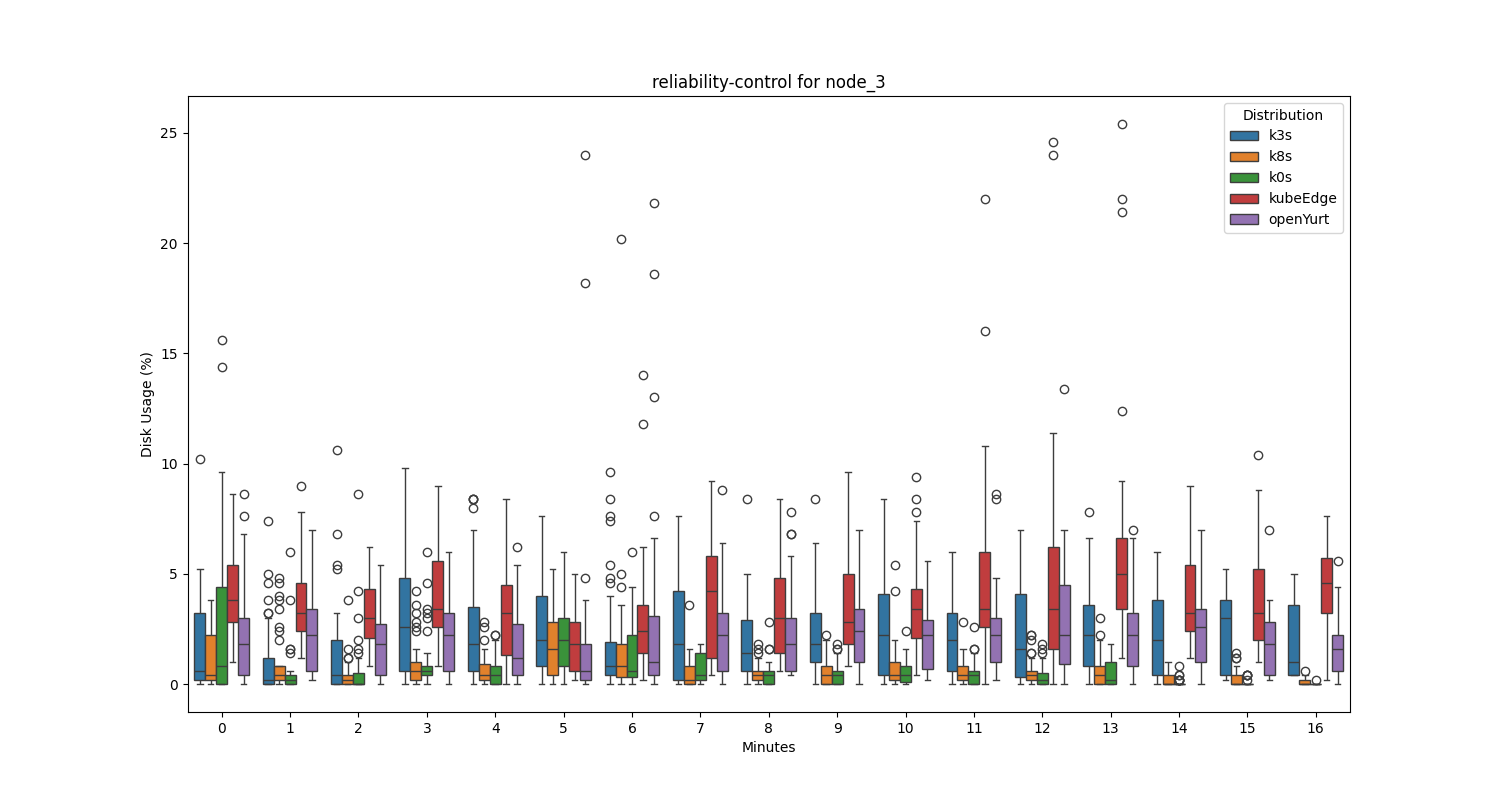 reliability-control for node_3
Distribution
k3s
k8s
k0s
kubeEdge
openYurt
Disk Usage (%)
25
20
15
10
5
0
0 1 2 3 4 5 6 7 8 9 10 11 12 13 14 15 16
Minutes